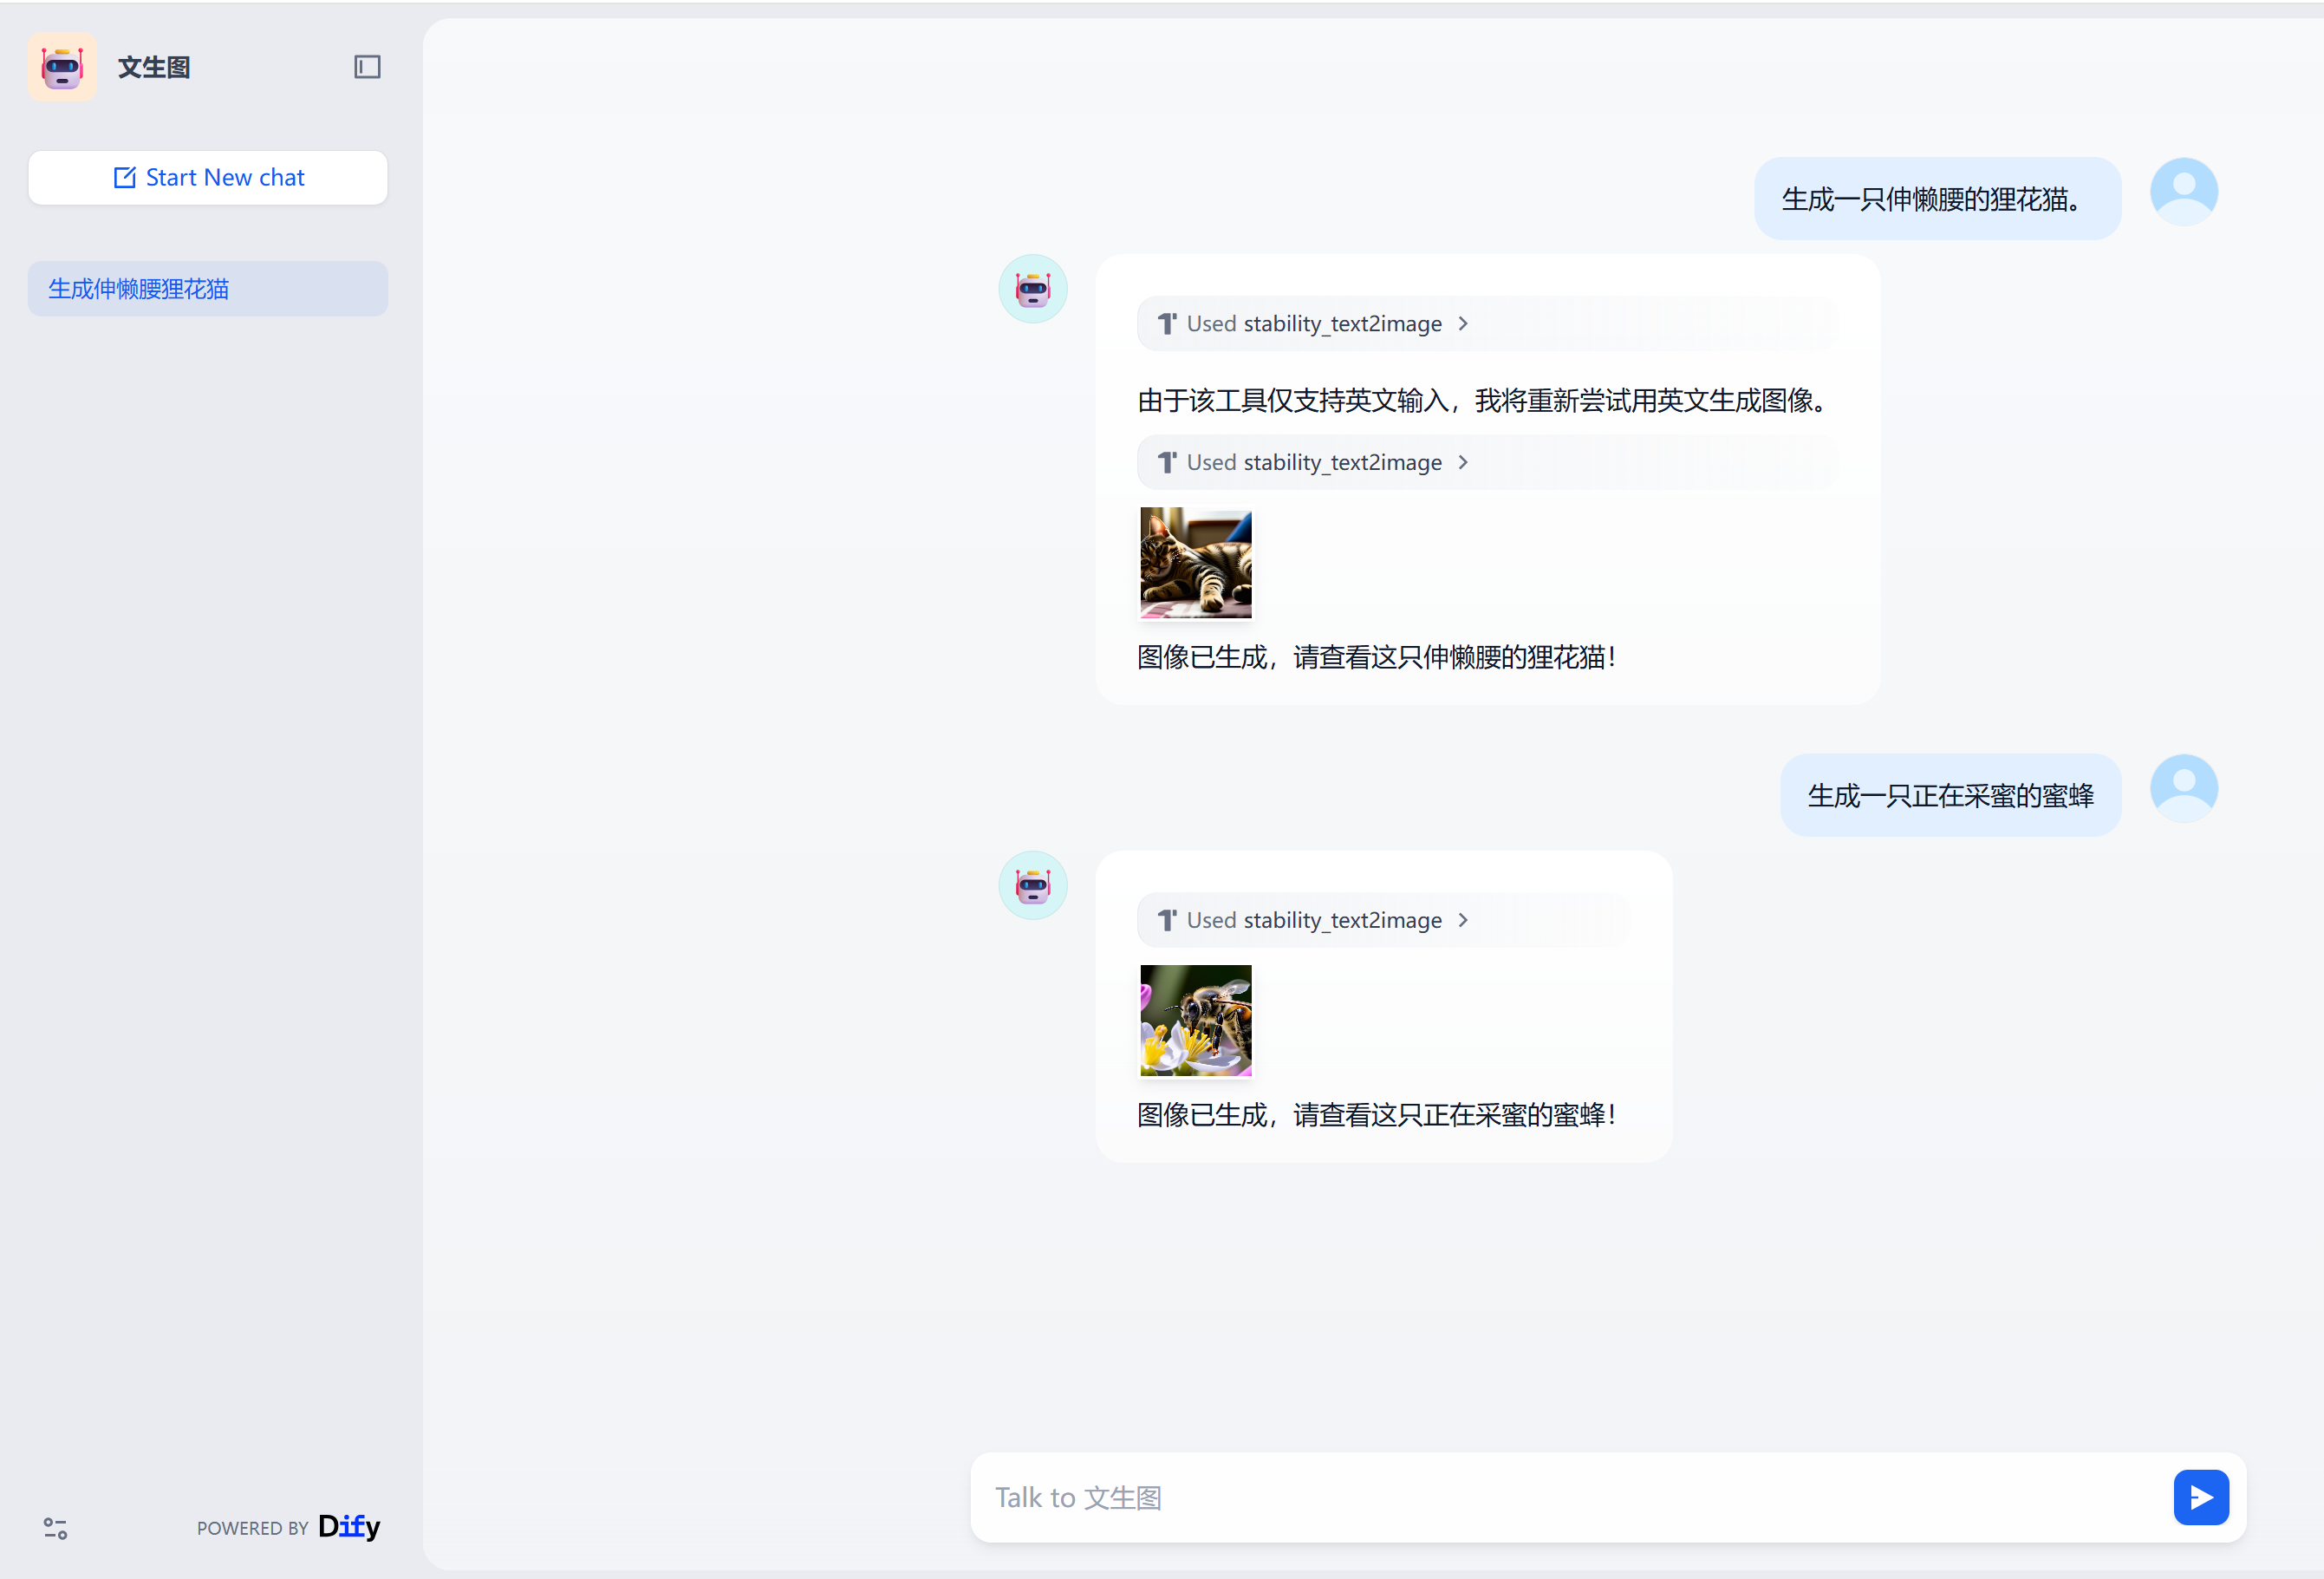 文生图
Start New chat
生成伸懒腰狸花猫
生成一只伸懒腰的狸花猫。
Used stability_text2image
由于该工具仅支持英文输入，我将重新尝试用英文生成图像。
Used stability_text2image
图像已生成，请查看这只伸懒腰的狸花猫！
生成一只正在采蜜的蜜蜂
Used stability_text2image
图像已生成，请查看这只正在采蜜的蜜蜂！
Talk to 文生图
POWERED BY Dify